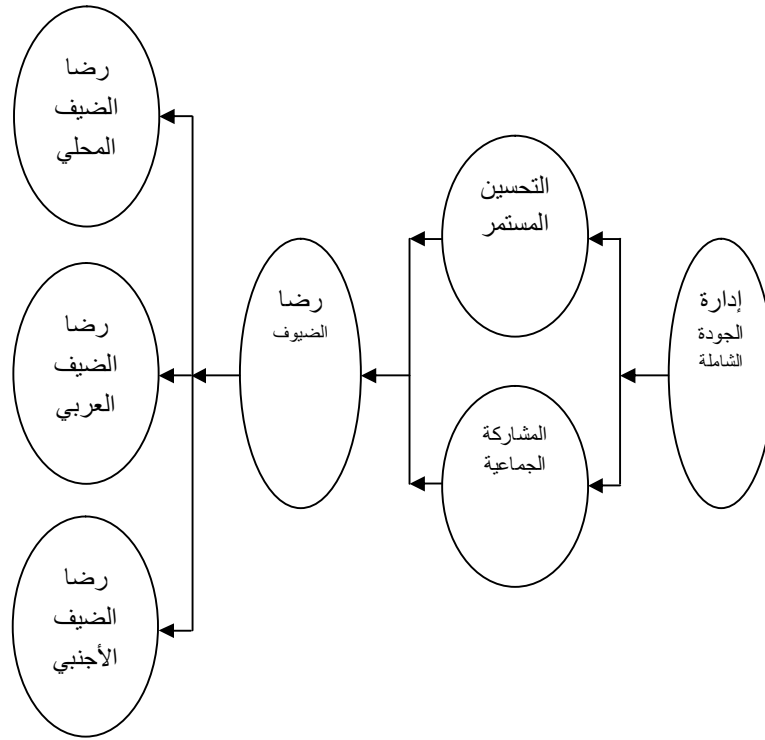 إدارة
الجودة
الشاملة
التحسين
المستمر
المشاركة
الجماعية
رضا
الضيوف
رضا
الضيف
المحلي
رضا
الضيف
العربي
رضا
الضيف
الأجنبي